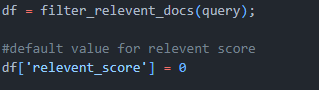 df = filter_relevent_docs(query);
#default value for relevent score
df['relevent_score'] = 0